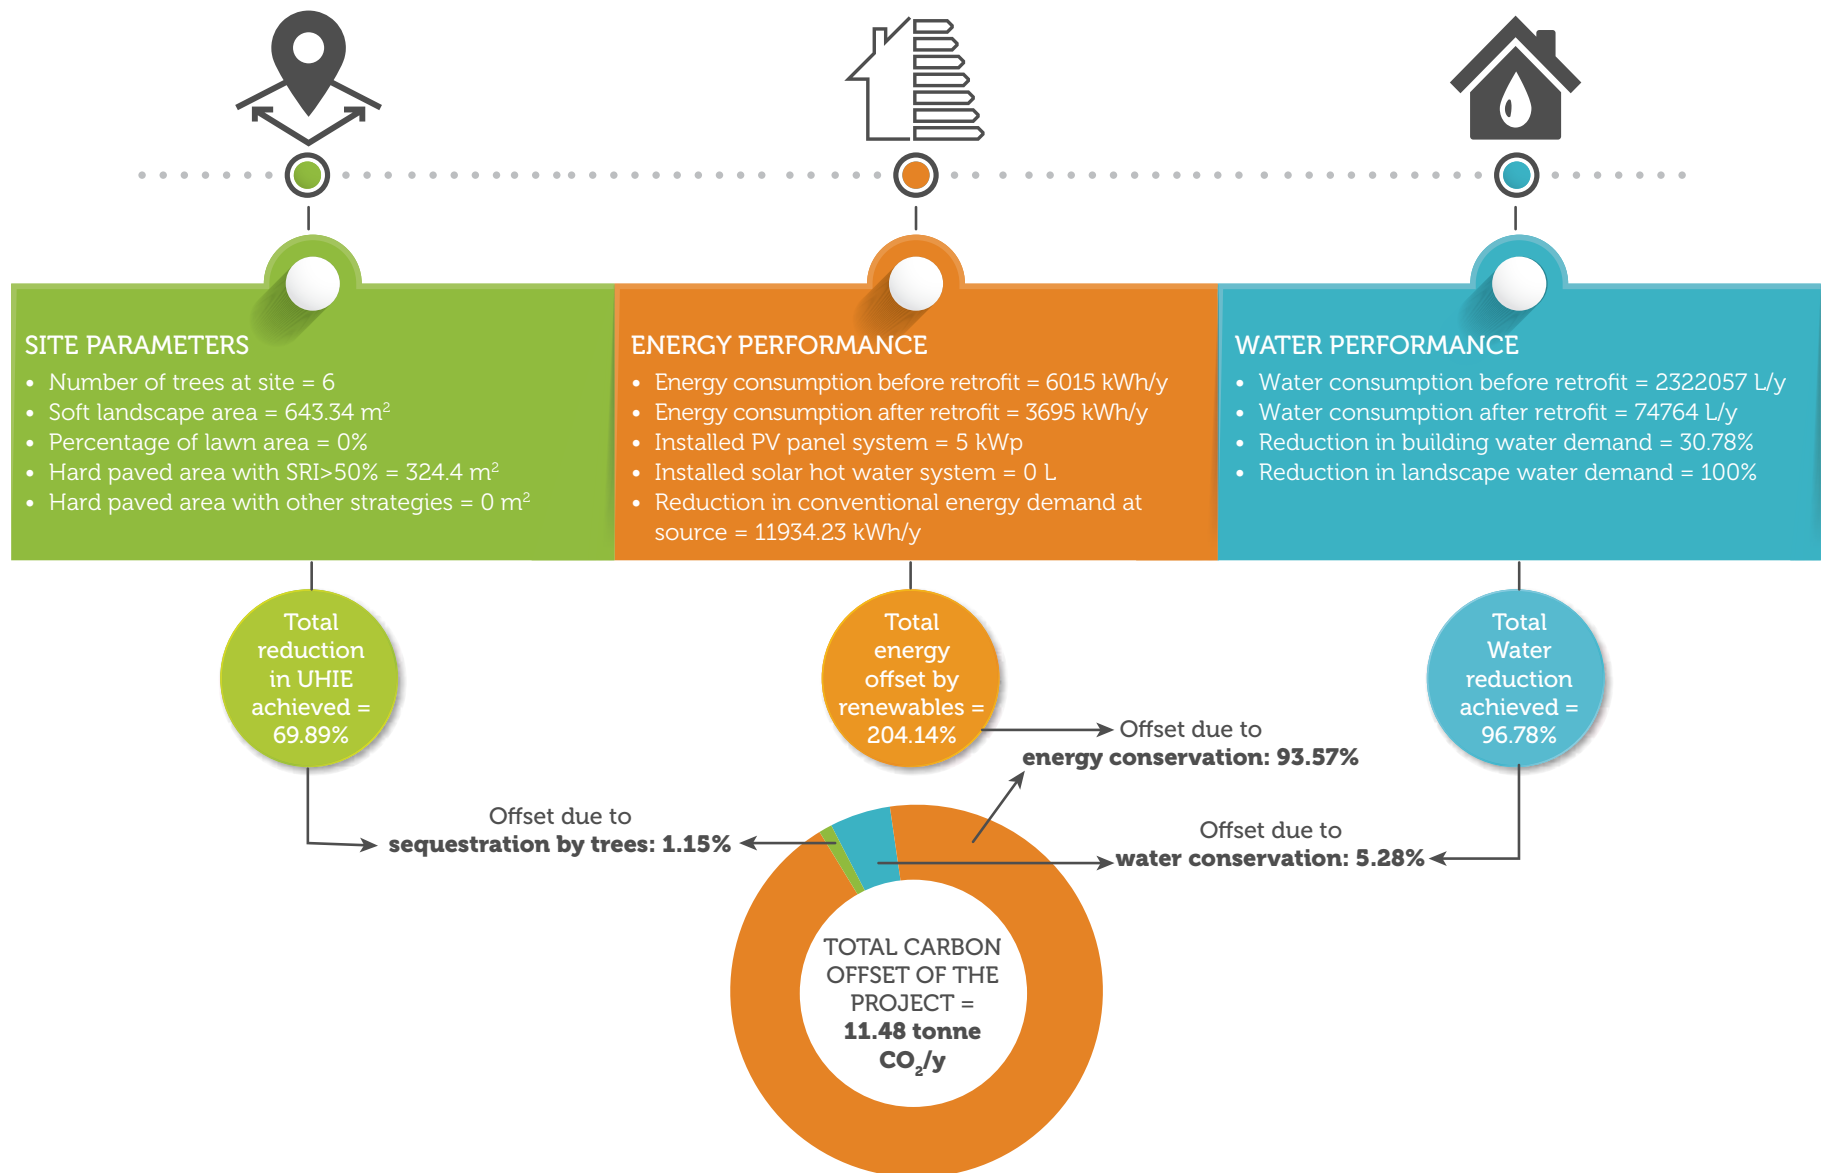 SITE PARAMETERS
• Number of trees at site = 6
• Soft landscape area = 643.34 m²
• Percentage of lawn area = 0%
• Hard paved area with SRI>50% = 324.4 m²
• Hard paved area with other strategies = 0 m²
ENERGY PERFORMANCE
• Energy consumption before retrofit = 6015 kWh/y
• Energy consumption after retrofit = 3695 kWh/y
• Installed PV panel system = 5 kWp
• Installed solar hot water system = 0 L
• Reduction in conventional energy demand at
source = 11934.23 kWh/y
WATER PERFORMANCE
• Water consumption before retrofit = 2322057 L/y
• Water consumption after retrofit = 74764 L/y
• Reduction in building water demand = 30.78%
• Reduction in landscape water demand = 100%
Total
reduction
in UHIE
achieved =
69.89%
Total
energy
offset by
renewables =
204.14%
Total
Water
reduction
achieved =
96.78%
Offset due to
energy conservation: 93.57%
Offset due to
sequestration by trees: 1.15%
Offset due to
water conservation: 5.28%
TOTAL CARBON
OFFSET OF THE
PROJECT =
11.48 tonne
CO₂/y